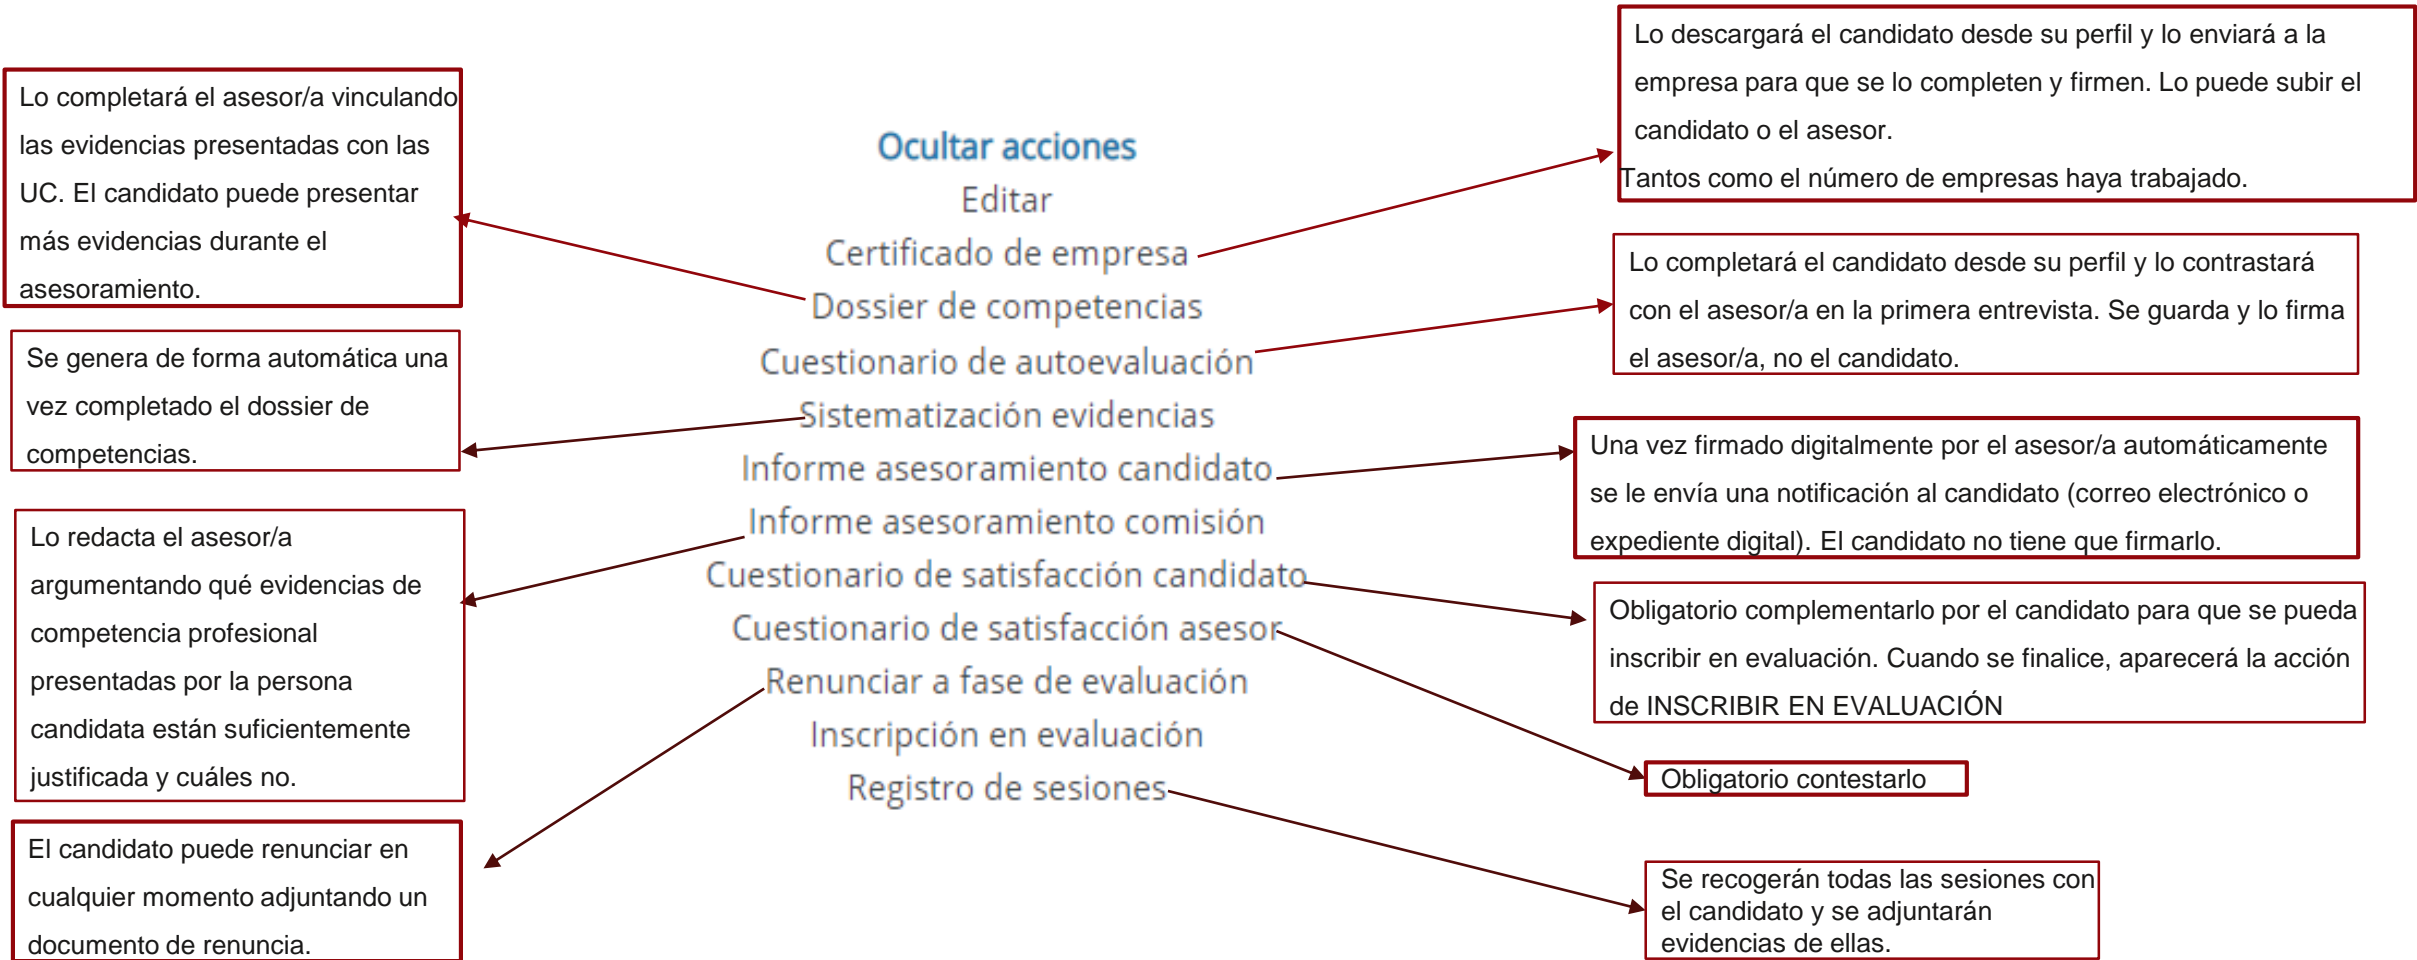 Lo completará el asesor/a vinculando
las evidencias presentadas con las
UC. El candidato puede presentar
más evidencias durante el
asesoramiento.
Se genera de forma automática una
vez completado el dossier de
competencias.
Lo redacta el asesor/a
argumentando qué evidencias de
competencia profesional
presentadas por la persona
candidata están suficientemente
justificada y cuáles no.
El candidato puede renunciar en
cualquier momento adjuntando un
documento de renuncia.
Ocultar acciones
Editar
Certificado de empresa
Dossier de competencias
Cuestionario de autoevaluación
Sistematización evidencias
Informe asesoramiento candidato
Informe asesoramiento comisión
Cuestionario de satisfacción candidato
Cuestionario de satisfacción asesor
Renunciar a fase de evaluación
Inscripción en evaluación
Registro de sesiones
Lo descargará el candidato desde su perfil y lo enviará a la
empresa para que se lo completen y firmen. Lo puede subir el
candidato o el asesor.
Tantos como el número de empresas haya trabajado.
Lo completará el candidato desde su perfil y lo contrastará
con el asesor/a en la primera entrevista. Se guarda y lo firma
el asesor/a, no el candidato.
Una vez firmado digitalmente por el asesor/a automáticamente
se le envía una notificación al candidato (correo electrónico o
expediente digital). El candidato no tiene que firmarlo.
Obligatorio complementarlo por el candidato para que se pueda
inscribir en evaluación. Cuando se finalice, aparecerá la acción
de INSCRIBIR EN EVALUACIÓN
Obligatorio contestarlo
Se recogerán todas las sesiones con
el candidato y se adjuntarán
evidencias de ellas.